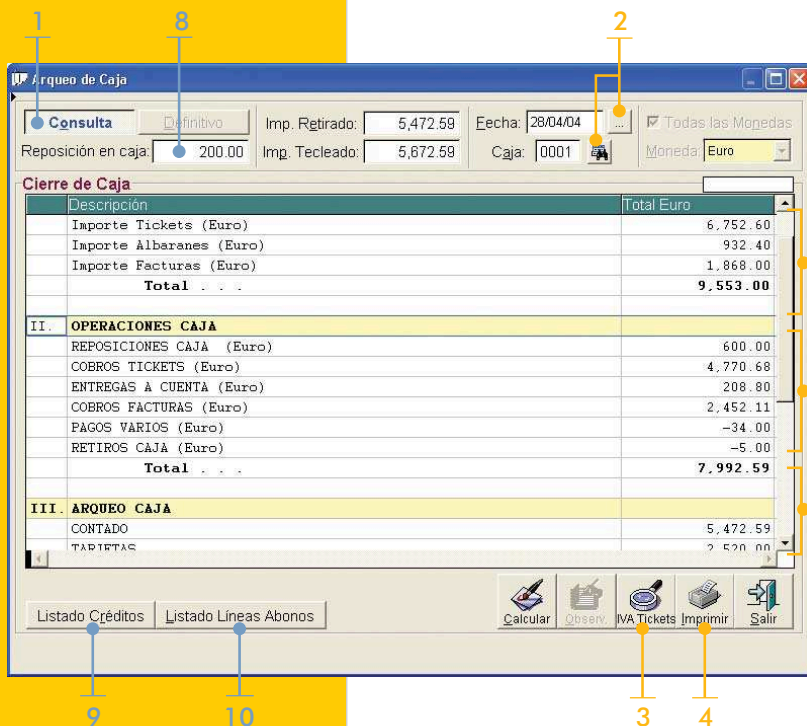 1 8 2
Arqueo de Caja
Consulta Definitivo Imp. Retirado: 5,472.59 Fecha: 28/04/04 ... Todas las Monedas
Reposición en caja: 200.00 Imp. Tecleado: 5,672.59 Caja: 0001 Moneda: Euro
Cierre de Caja
Descripción Total Euro
Importe Tickets (Euro) 6,752.60
Importe Albaranes (Euro) 932.40
Importe Facturas (Euro) 1,868.00
Total . . . 9,553.00
II. OPERACIONES CAJA
REPOSICIONES CAJA (Euro) 600.00
COBROS TICKETS (Euro) 4,770.68
ENTREGAS A CUENTA (Euro) 208.80
COBROS FACTURAS (Euro) 2,452.11
PAGOS VARIOS (Euro) -34.00
RETIROS CAJA (Euro) -5.00
Total . . . 7,992.59
III. ARQUEO CAJA
CONTADO 5,472.59
TARJETAS 2,520.00
Listado Créditos Listado Líneas Abonos Calcular Observ. IVA Tickets Imprimir Salir
9 10 3 4